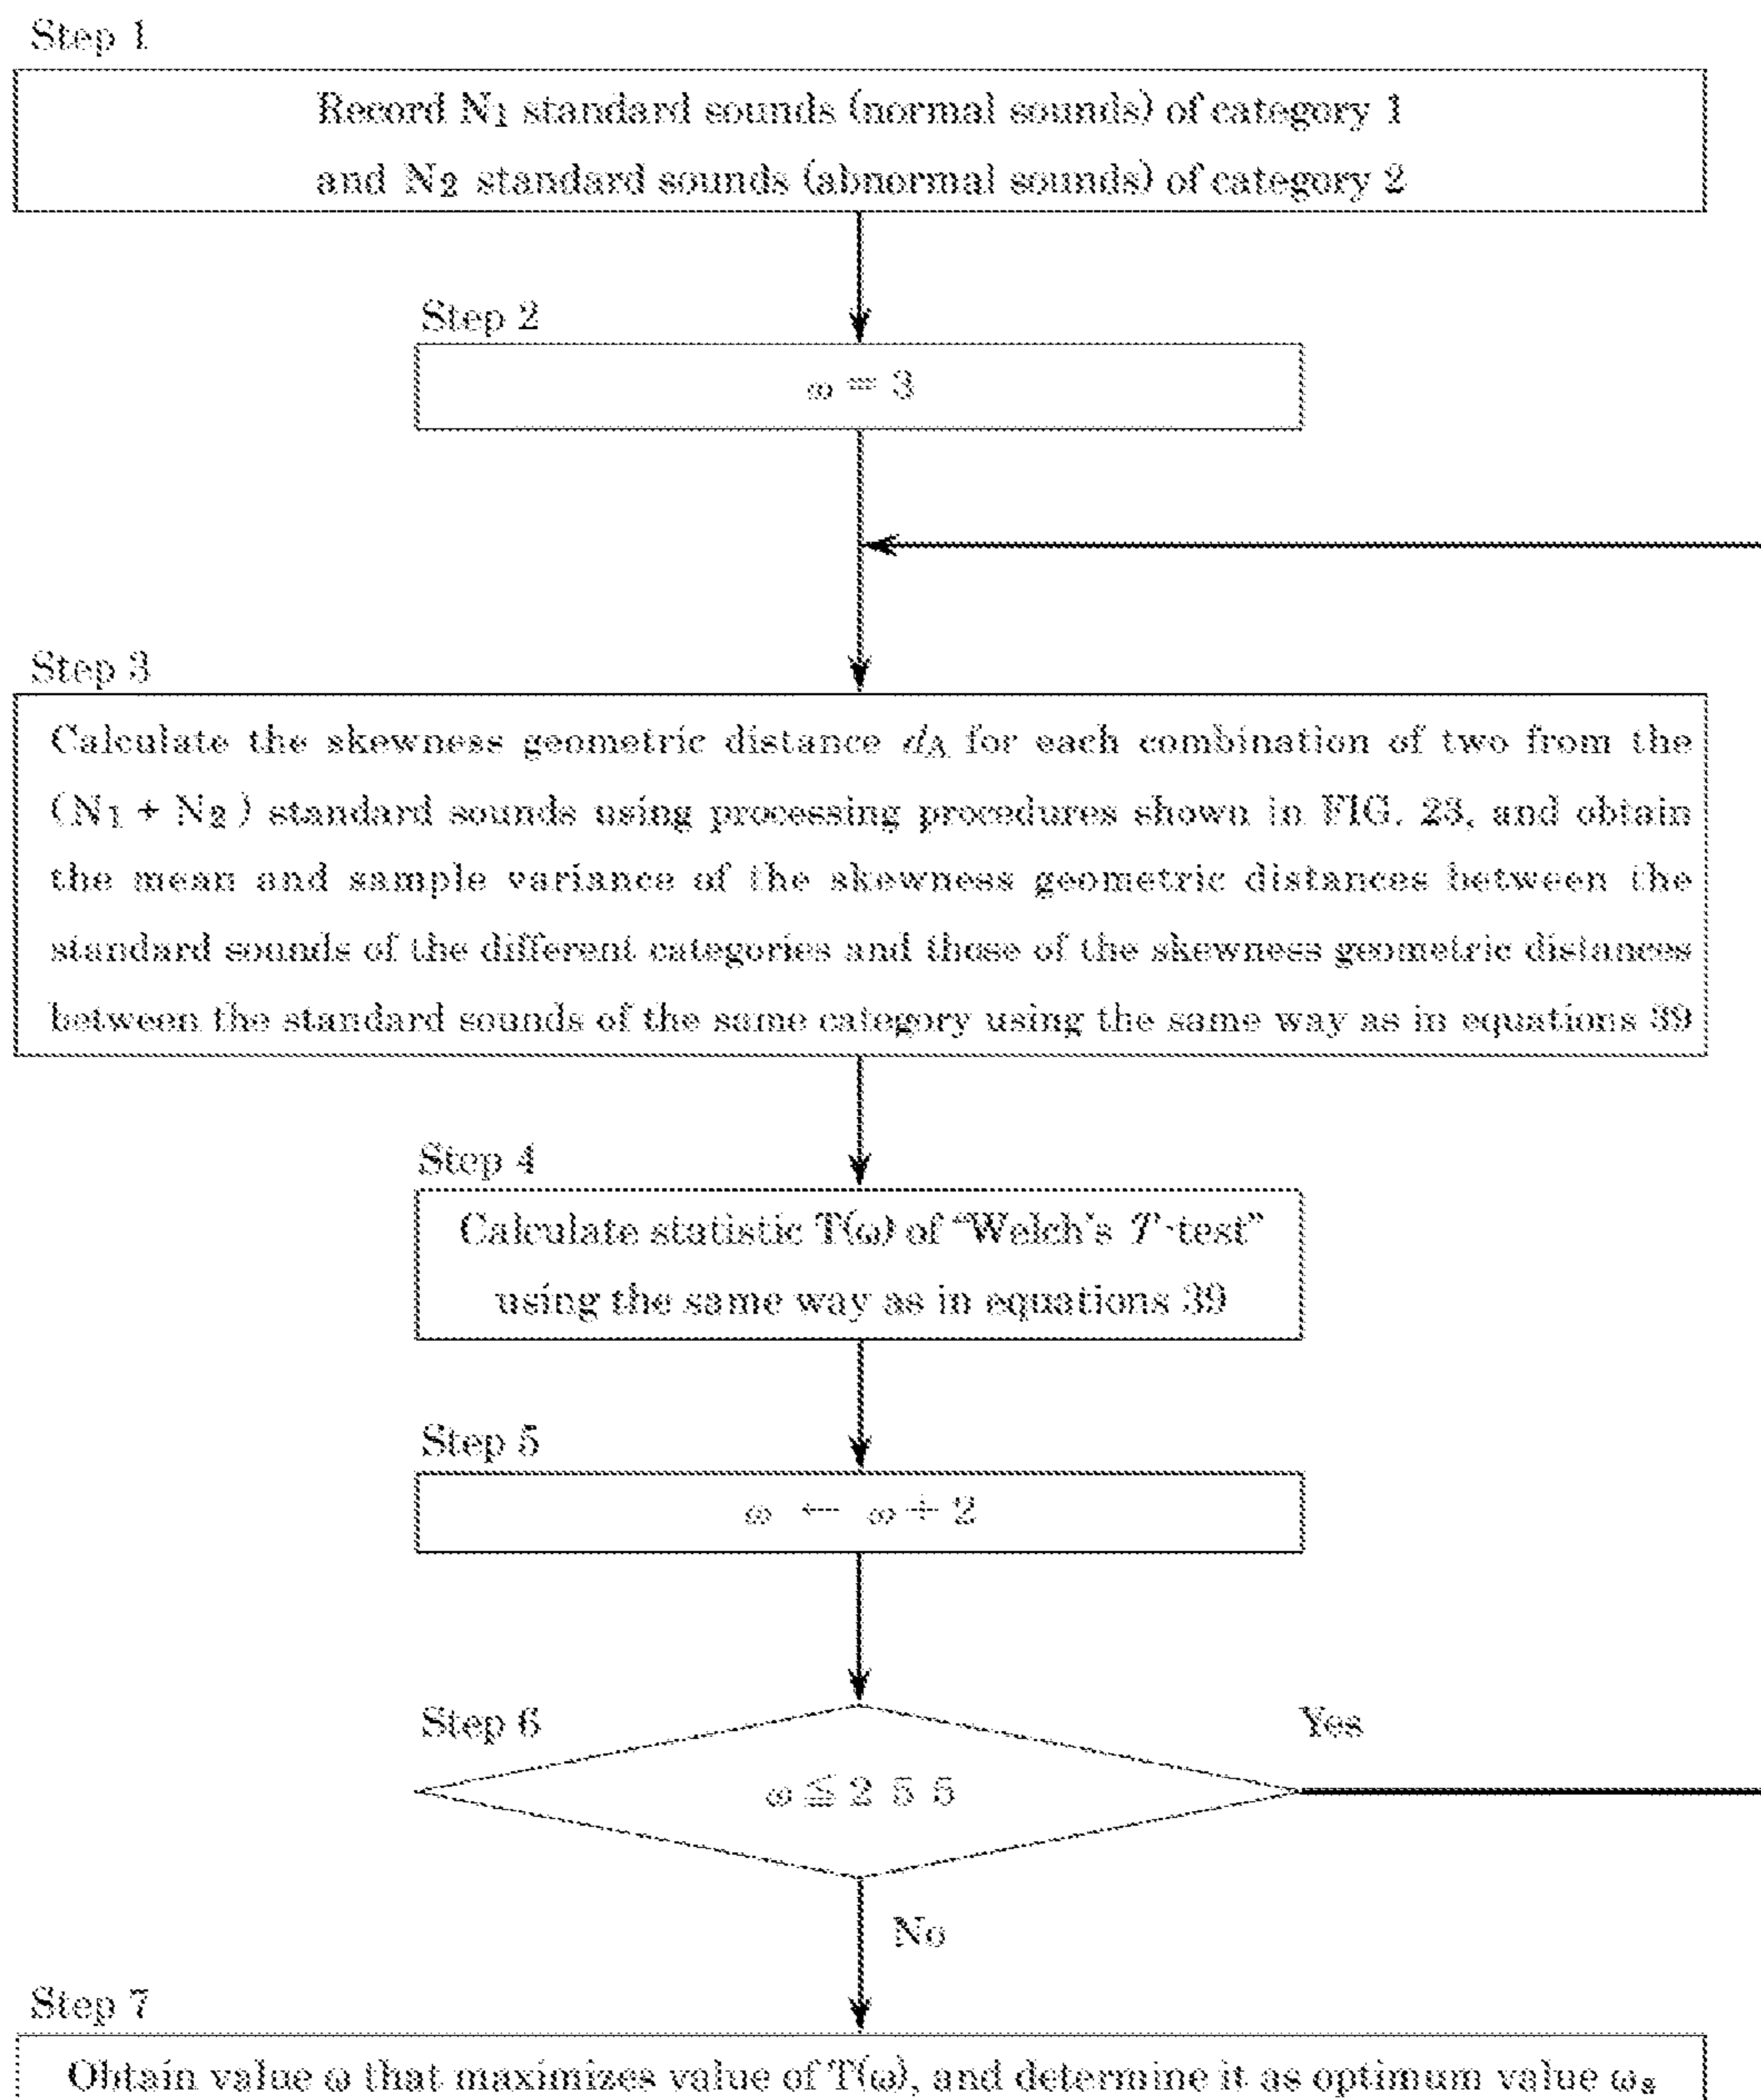 Step 1
Record N1 standard sounds (normal sounds) of category 1
and N2 standard sounds (abnormal sounds) of category 2
Step 2
ω = 3
Step 3
Calculate the skewness geometric distance dA for each combination of two from the
(N1 + N2) standard sounds using processing procedures shown in FIG. 23, and obtain
the mean and sample variance of the skewness geometric distances between the
standard sounds of the different categories and those of the skewness geometric distances
between the standard sounds of the same category using the same way as in equations 39
Step 4
Calculate statistic T(ω) of "Welch's T-test"
using the same way as in equations 39
Step 5
ω ← ω + 2
Step 6
Yes
ω ≦ 2 5 5
No
Step 7
Obtain value ω that maximizes value of T(ω), and determine it as optimum value ωs